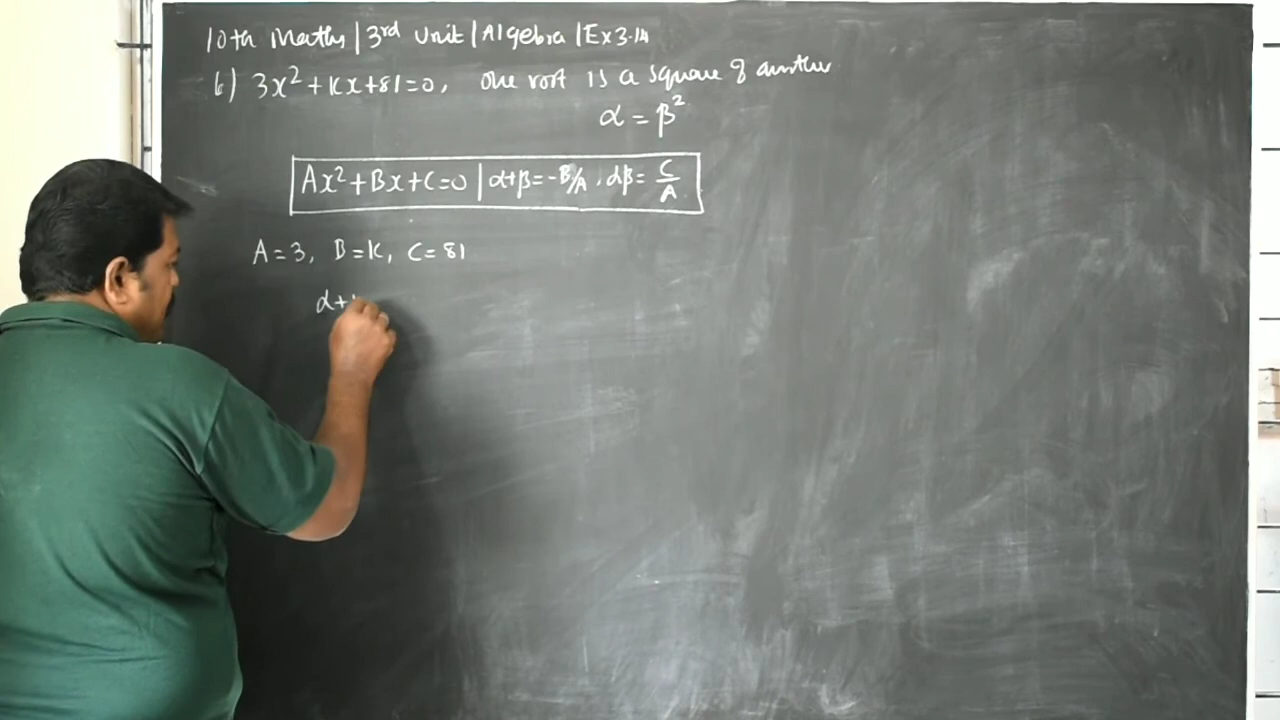 10th Maths | 3rd Unit | Algebra | Ex 3.14
6) 3x² + Kx + 81 = 0, one root is a square of another
α = β²
Ax² + Bx + C = 0 | α+β = -B/A, αβ = C/A
A = 3, B = K, C = 81
α+